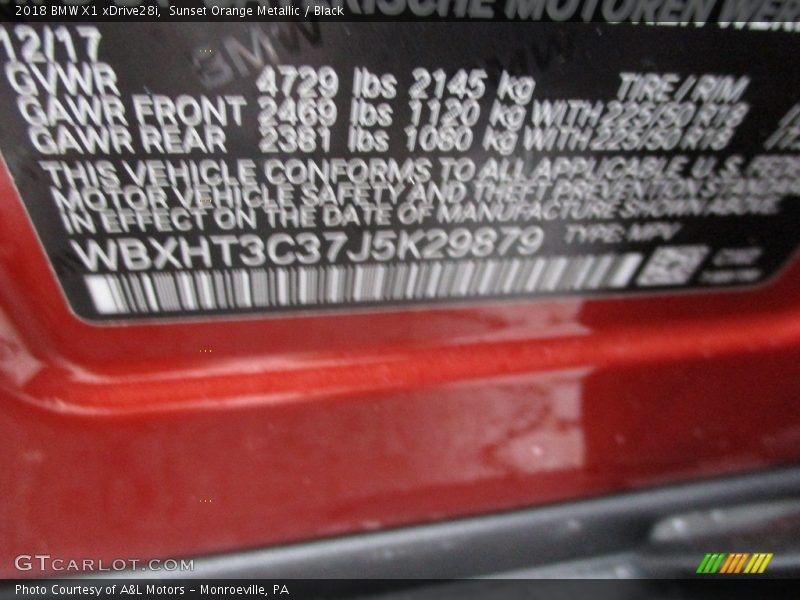 2018 BMW X1 xDrive28i, Sunset Orange Metallic / Black
BMW
12/17
GVWR 4729 lbs 2145 kg TIRE / RIM
GAWR FRONT 2469 lbs 1120 kg WITH 225/50 R18
GAWR REAR 2381 lbs 1080 kg WITH 225/50 R18
THIS VEHICLE CONFORMS TO ALL APPLICABLE U. S.
MOTOR VEHICLE SAFETY AND THEFT PREVENTION
IN EFFECT ON THE DATE OF MANUFACTURE SHOWN ABOVE
WBXHT3C37J5K29879 TYPE: MPV
GTCARLOT.COM
Photo Courtesy of A&L Motors - Monroeville, PA